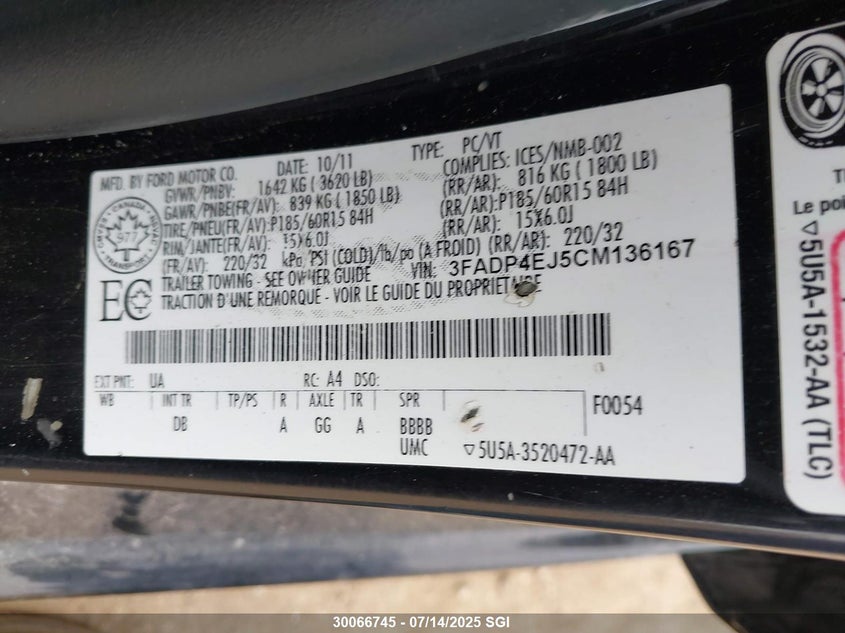 MFD. BY FORD MOTOR CO. DATE: 10/11 TYPE: PC/VT
GVWR/PNBV: 1642 KG ( 3620 LB) COMPLIES: ICES/NMB-002
GAWR/PNBE(FR/AV): 839 KG ( 1850 LB) (RR/AR): 816 KG ( 1800 LB)
TIRE/PNEU(FR/AV):P185/60R15 84H (RR/AR):P185/60R15 84H
RIM/JANTE(FR/AV): 15X6.0J (RR/AR): 15X6.0J
(FR/AV): 220/32 kPa, PSI (COLD)/lb/po (A FROID) (RR/AR): 220/32
TRAILER TOWING - SEE OWNER GUIDE VIN: 3FADP4EJ5CM136167
TRACTION D'UNE REMORQUE - VOIR LE GUIDE DU PROPRIETAIRE
CANADA
977
TRANSPORT
EC
EXT PNT: UA RC: A4 DSO:
WB INT TR TP/PS R AXLE TR SPR F0054
DB A GG A BBBB
UMC ▽5U5A-3520472-AA
Le po
▽5U5A-1532-AA (TLC)
30066745 - 07/14/2025 SGI